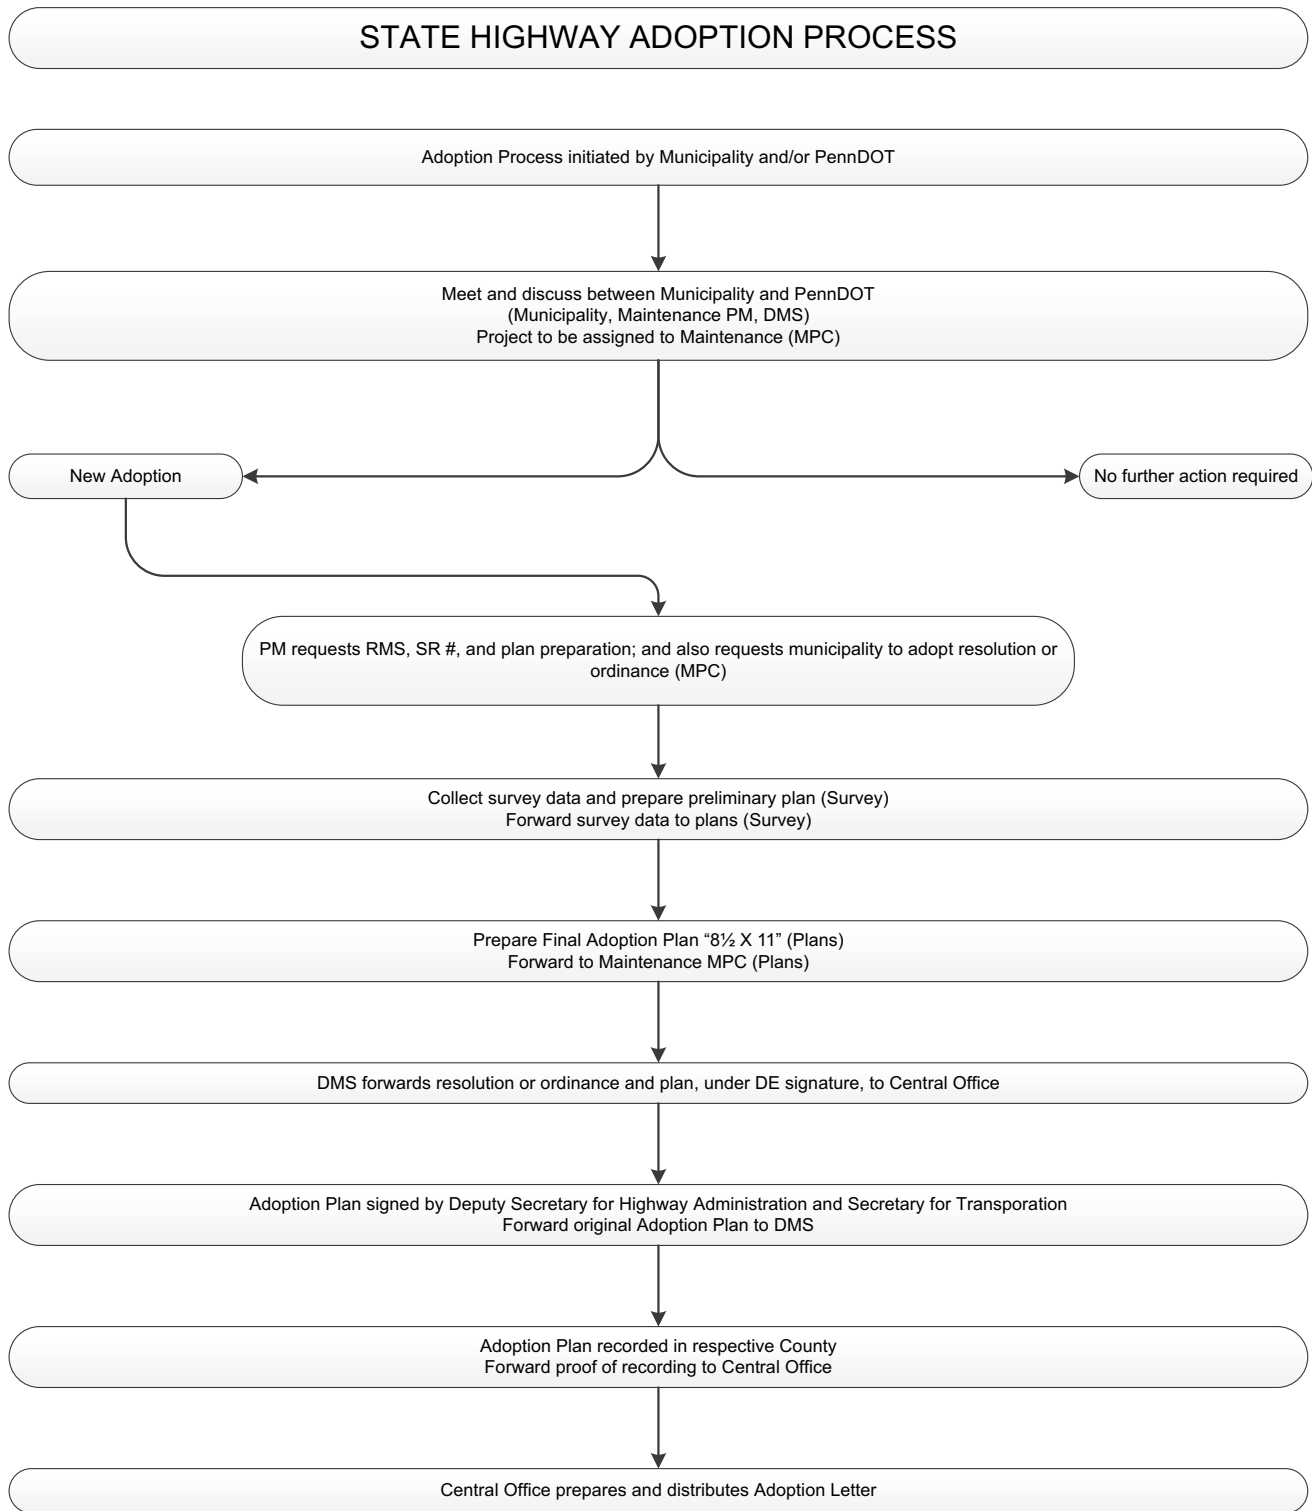 STATE HIGHWAY ADOPTION PROCESS
Adoption Process initiated by Municipality and/or PennDOT
Meet and discuss between Municipality and PennDOT
(Municipality, Maintenance PM, DMS)
Project to be assigned to Maintenance (MPC)
New Adoption
No further action required
PM requests RMS, SR #, and plan preparation; and also requests municipality to adopt resolution or
ordinance (MPC)
Collect survey data and prepare preliminary plan (Survey)
Forward survey data to plans (Survey)
Prepare Final Adoption Plan “8½ X 11” (Plans)
Forward to Maintenance MPC (Plans)
DMS forwards resolution or ordinance and plan, under DE signature, to Central Office
Adoption Plan signed by Deputy Secretary for Highway Administration and Secretary for Transporation
Forward original Adoption Plan to DMS
Adoption Plan recorded in respective County
Forward proof of recording to Central Office
Central Office prepares and distributes Adoption Letter